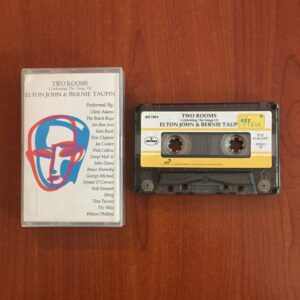 TWO ROOMS
Celebrating The Songs Of
ELTON JOHN & BERNIE TAUPIN
Performed By:
Oleta Adams
The Beach Boys
Jon Bon Jovi
Kate Bush
Eric Clapton
Joe Cocker
Phil Collins
Daryl Hall &
John Oates
Bruce Hornsby
George Michael
Sinead O'Connor
Rod Stewart
Sting
Tina Turner
The Who
Wilson Phillips
TWO ROOMS
Celebrating The Songs Of
ELTON JOHN & BERNIE TAUPIN